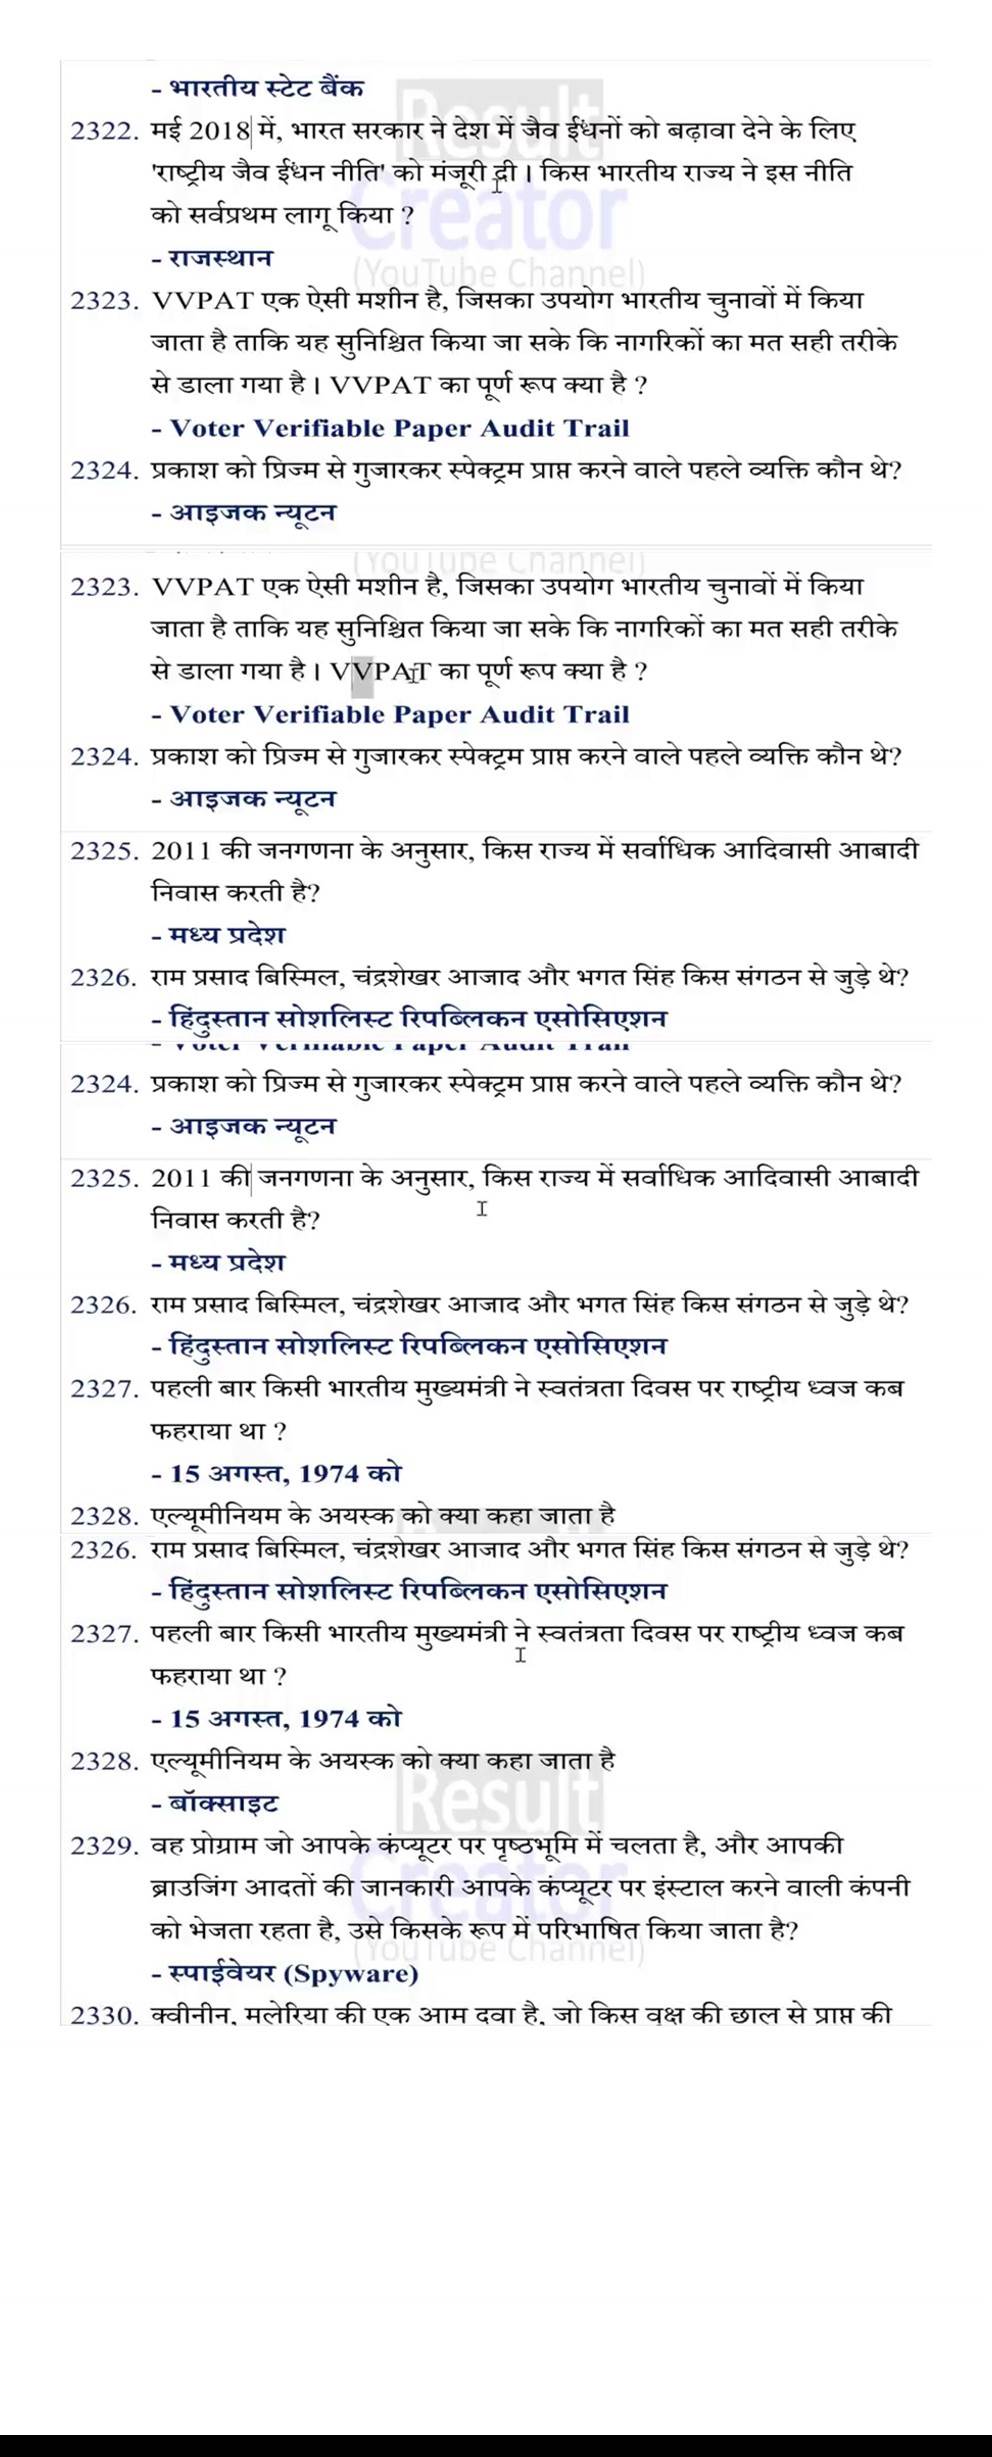 - भारतीय स्टेट बैंक
2322. मई 2018 में, भारत सरकार ने देश में जैव ईंधनों को बढ़ावा देने के लिए
'राष्ट्रीय जैव ईंधन नीति' को मंजूरी दी। किस भारतीय राज्य ने इस नीति
को सर्वप्रथम लागू किया ?
- राजस्थान
2323. VVPAT एक ऐसी मशीन है, जिसका उपयोग भारतीय चुनावों में किया
जाता है ताकि यह सुनिश्चित किया जा सके कि नागरिकों का मत सही तरीके
से डाला गया है। VVPAT का पूर्ण रूप क्या है ?
- Voter Verifiable Paper Audit Trail
2324. प्रकाश को प्रिज्म से गुजारकर स्पेक्ट्रम प्राप्त करने वाले पहले व्यक्ति कौन थे?
- आइजक न्यूटन
Result
Creator
(YouTube Channel)
(YouTube Channel)
2323. VVPAT एक ऐसी मशीन है, जिसका उपयोग भारतीय चुनावों में किया
जाता है ताकि यह सुनिश्चित किया जा सके कि नागरिकों का मत सही तरीके
से डाला गया है। VVPAT का पूर्ण रूप क्या है ?
- Voter Verifiable Paper Audit Trail
2324. प्रकाश को प्रिज्म से गुजारकर स्पेक्ट्रम प्राप्त करने वाले पहले व्यक्ति कौन थे?
- आइजक न्यूटन
2325. 2011 की जनगणना के अनुसार, किस राज्य में सर्वाधिक आदिवासी आबादी
निवास करती है?
- मध्य प्रदेश
2326. राम प्रसाद बिस्मिल, चंद्रशेखर आजाद और भगत सिंह किस संगठन से जुड़े थे?
- हिंदुस्तान सोशलिस्ट रिपब्लिकन एसोसिएशन
- Voter Verifiable Paper Audit Trail
2324. प्रकाश को प्रिज्म से गुजारकर स्पेक्ट्रम प्राप्त करने वाले पहले व्यक्ति कौन थे?
- आइजक न्यूटन
2325. 2011 की जनगणना के अनुसार, किस राज्य में सर्वाधिक आदिवासी आबादी
निवास करती है?
- मध्य प्रदेश
2326. राम प्रसाद बिस्मिल, चंद्रशेखर आजाद और भगत सिंह किस संगठन से जुड़े थे?
- हिंदुस्तान सोशलिस्ट रिपब्लिकन एसोसिएशन
2327. पहली बार किसी भारतीय मुख्यमंत्री ने स्वतंत्रता दिवस पर राष्ट्रीय ध्वज कब
फहराया था ?
- 15 अगस्त, 1974 को
2328. एल्यूमीनियम के अयस्क को क्या कहा जाता है
2326. राम प्रसाद बिस्मिल, चंद्रशेखर आजाद और भगत सिंह किस संगठन से जुड़े थे?
- हिंदुस्तान सोशलिस्ट रिपब्लिकन एसोसिएशन
2327. पहली बार किसी भारतीय मुख्यमंत्री ने स्वतंत्रता दिवस पर राष्ट्रीय ध्वज कब
फहराया था ?
- 15 अगस्त, 1974 को
2328. एल्यूमीनियम के अयस्क को क्या कहा जाता है
- बॉक्साइट
2329. वह प्रोग्राम जो आपके कंप्यूटर पर पृष्ठभूमि में चलता है, और आपकी
ब्राउजिंग आदतों की जानकारी आपके कंप्यूटर पर इंस्टाल करने वाली कंपनी
को भेजता रहता है, उसे किसके रूप में परिभाषित किया जाता है?
- स्पाईवेयर (Spyware)
2330. क्वीनीन, मलेरिया की एक आम दवा है, जो किस वृक्ष की छाल से प्राप्त की
Result
Creator
(YouTube Channel)